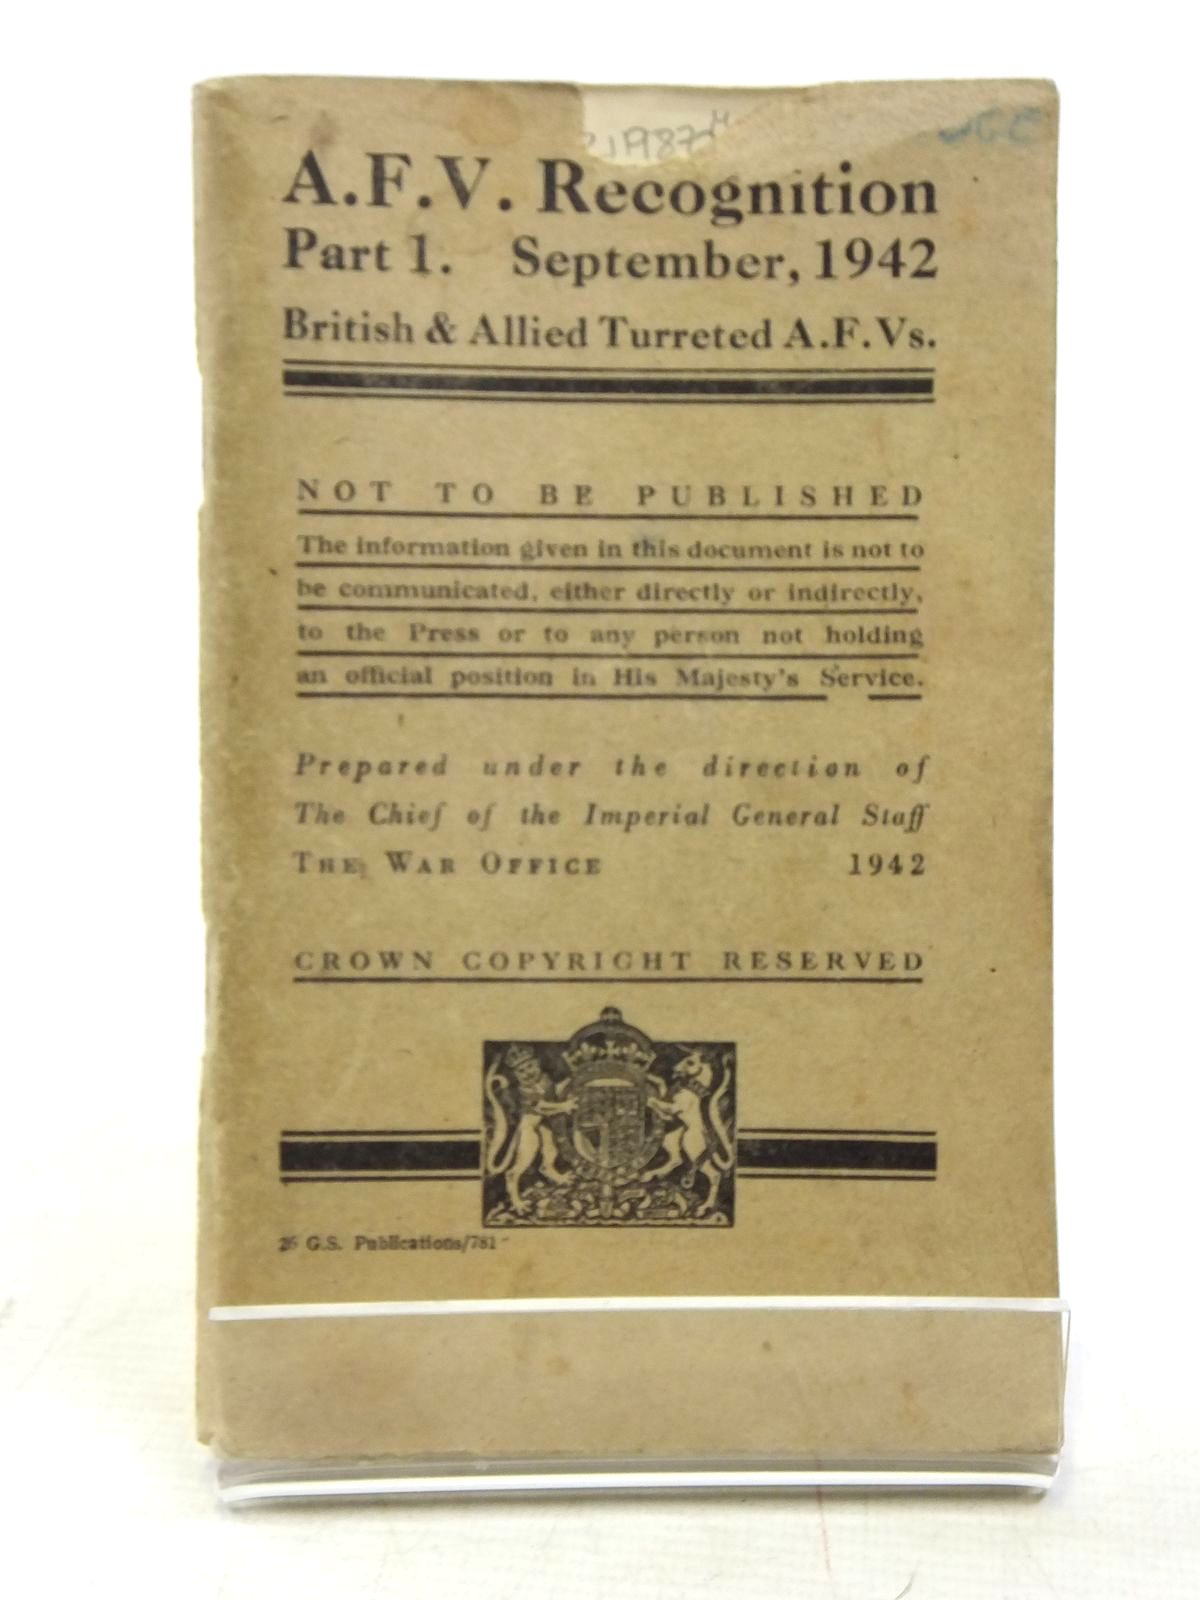 1987
A.F.V. Recognition
Part 1. September, 1942
British & Allied Turreted A.F.Vs.
NOT TO BE PUBLISHED
The information given in this document is not to
be communicated, either directly or indirectly,
to the Press or to any person not holding
an official position in His Majesty's Service.
Prepared under the direction of
The Chief of the Imperial General Staff
THE WAR OFFICE 1942
CROWN COPYRIGHT RESERVED
26 G.S. Publications/781